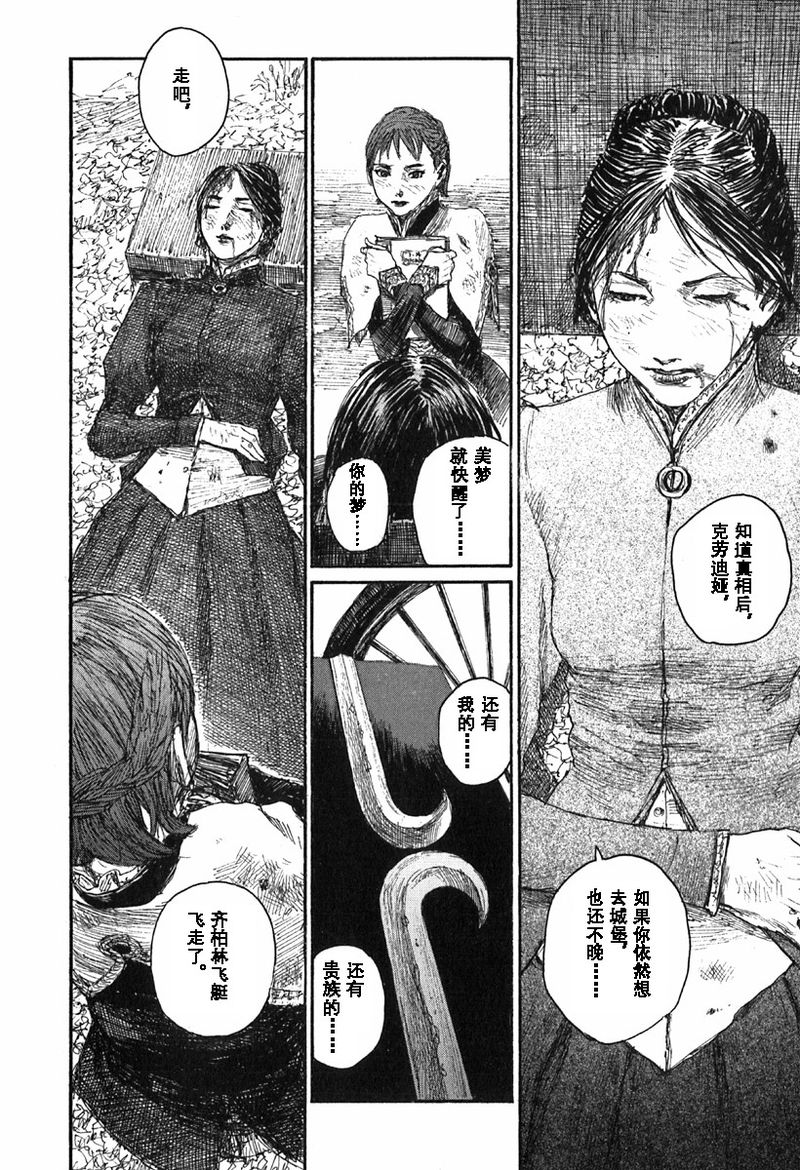 知道真相后，
克劳迪娅，
如果你依然想
去城堡，
也还不晚……
美梦
就快醒了……
你的梦……
还有
我的……
还有
贵族的……
走吧，
齐柏林飞艇
飞走了。